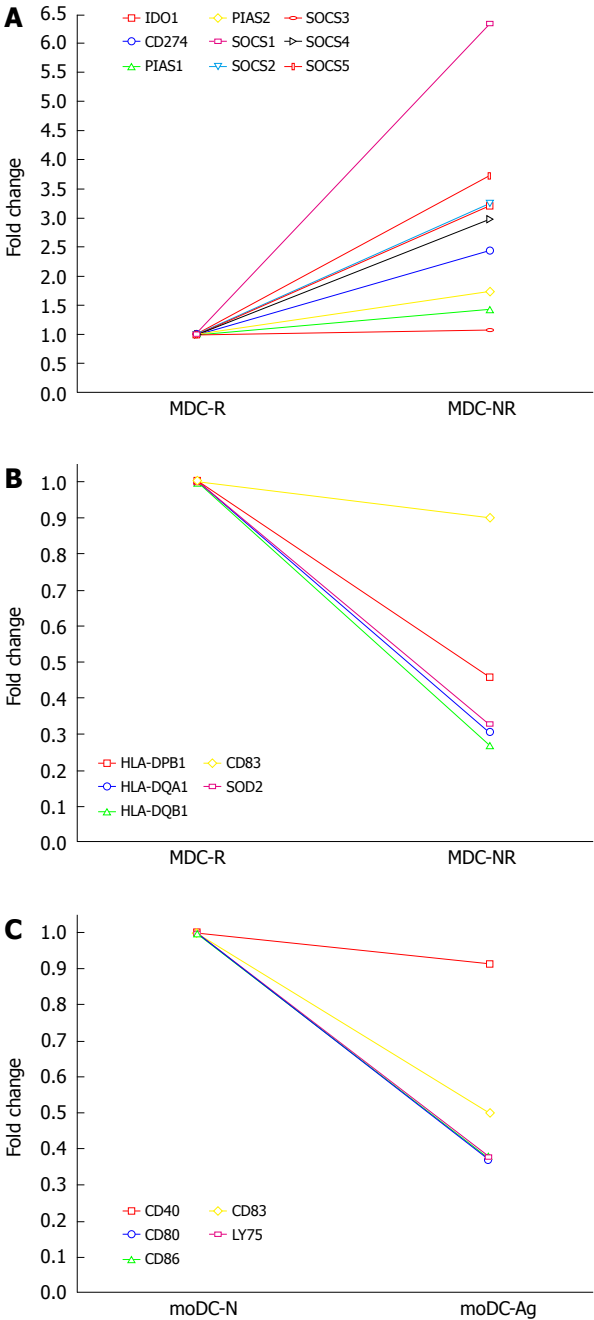 A
6.5
6.0
5.5
5.0
4.5
4.0
3.5
3.0
2.5
2.0
1.5
1.0
0.5
0.0
Fold change
IDO1 PIAS2 SOCS3
CD274 SOCS1 SOCS4
PIAS1 SOCS2 SOCS5
MDC-R MDC-NR
B
1.0
0.9
0.8
0.7
0.6
0.5
0.4
0.3
0.2
0.1
0.0
Fold change
HLA-DPB1 CD83
HLA-DQA1 SOD2
HLA-DQB1
MDC-R MDC-NR
C
1.0
0.9
0.8
0.7
0.6
0.5
0.4
0.3
0.2
0.1
0.0
Fold change
CD40 CD83
CD80 LY75
CD86
moDC-N moDC-Ag